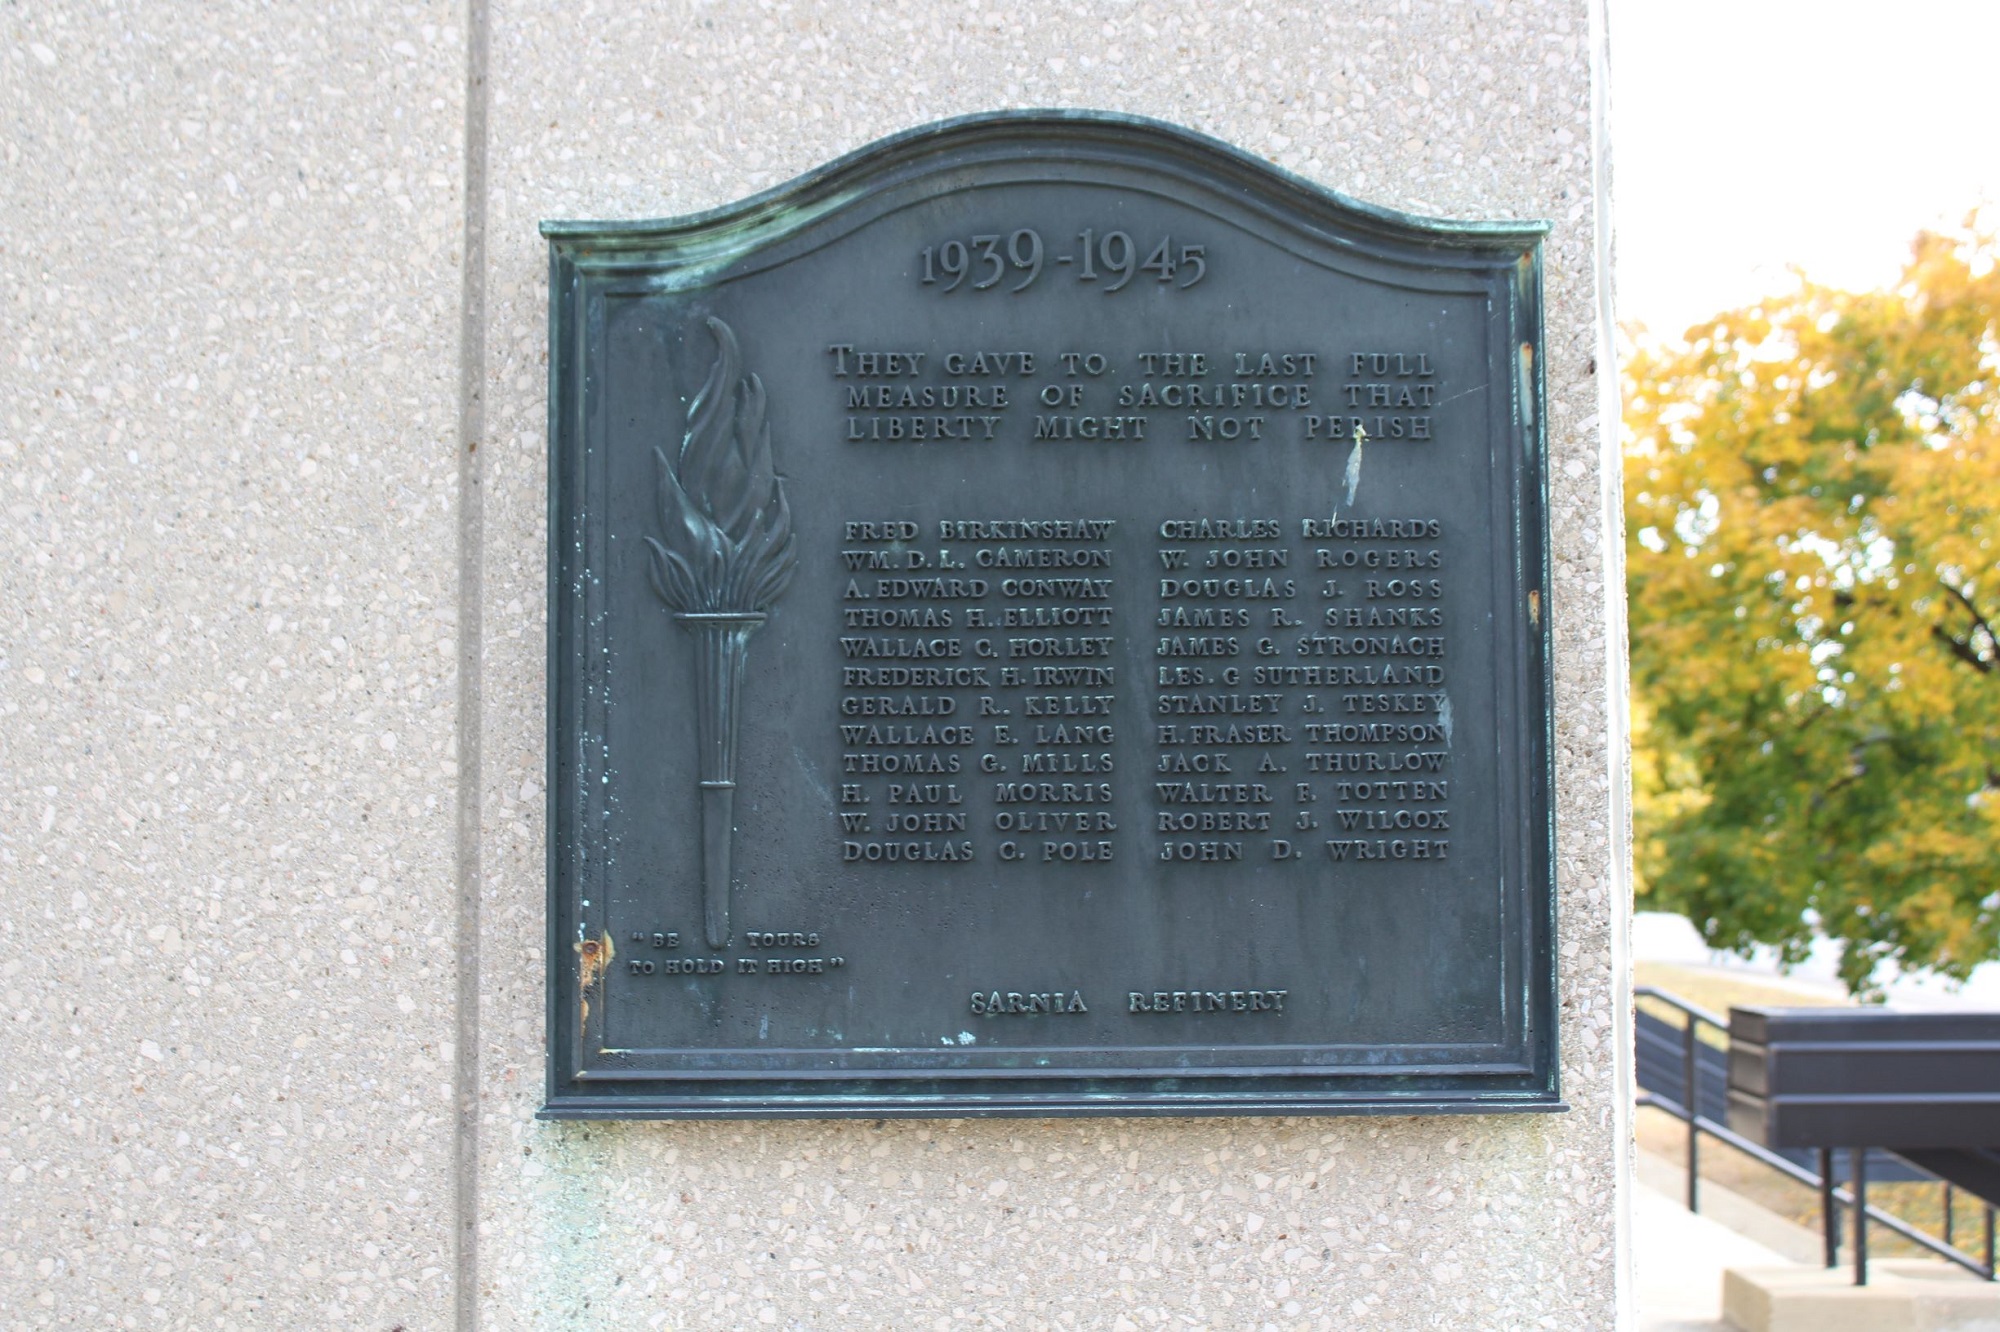 1939-1945
THEY GAVE TO THE LAST FULL
MEASURE OF SACRIFICE THAT
LIBERTY MIGHT NOT PERISH
FRED BIRKINSHAW
WM. D. L. CAMERON
A. EDWARD CONWAY
THOMAS H. ELLIOTT
WALLACE C. HORLEY
FREDERICK H. IRWIN
GERALD R. KELLY
WALLACE E. LANG
THOMAS G. MILLS
H. PAUL MORRIS
W. JOHN OLIVER
DOUGLAS C. POLE
CHARLES RICHARDS
W. JOHN ROGERS
DOUGLAS J. ROSS
JAMES R. SHANKS
JAMES G. STRONACH
LES. G SUTHERLAND
STANLEY J. TESKEY
H. FRASER THOMPSON
JACK A. THURLOW
WALTER F. TOTTEN
ROBERT J. WILCOX
JOHN D. WRIGHT
"BE YOURS
TO HOLD IT HIGH"
SARNIA REFINERY